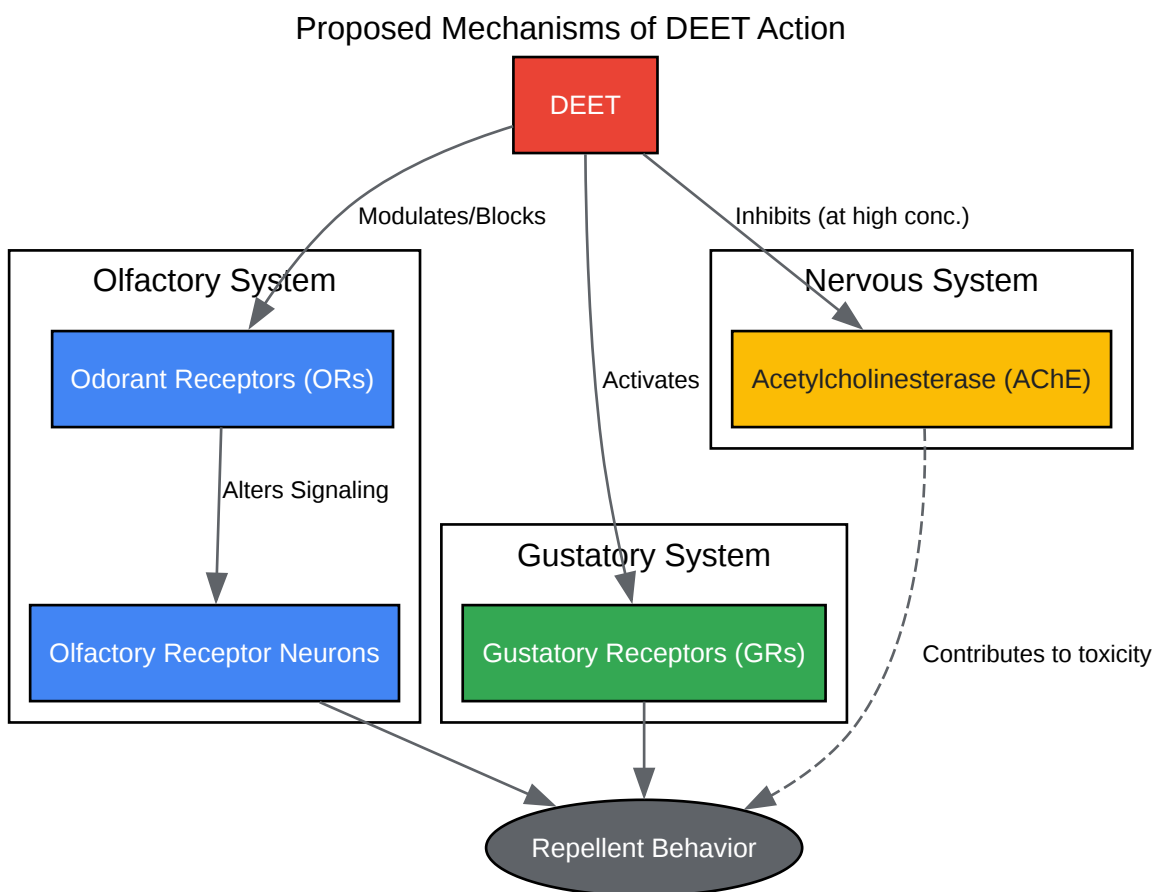 Proposed Mechanisms of DEET Action
DEET
Modulates/Blocks
Inhibits (at high conc.)
Olfactory System
Nervous System
Odorant Receptors (ORs)
Activates
Acetylcholinesterase (AChE)
Alters Signaling
Gustatory System
Olfactory Receptor Neurons
Gustatory Receptors (GRs)
Contributes to toxicity
Repellent Behavior